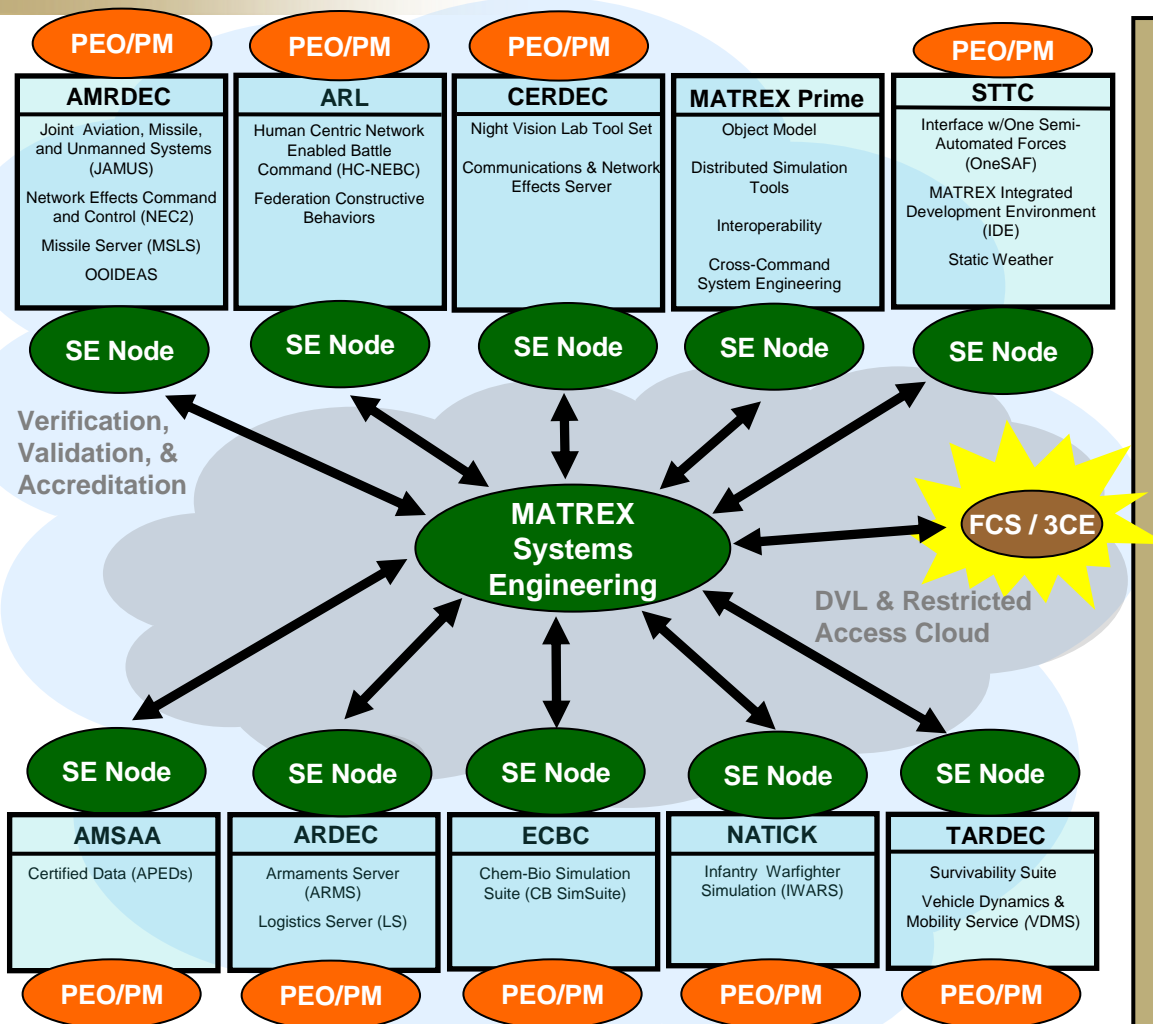 PEO/PM
AMRDEC
Joint Aviation, Missile,
and Unmanned Systems
(JAMUS)
Network Effects Command
and Control (NEC2)
Missile Server (MSLS)
OOIDEAS
SE Node
PEO/PM
ARL
Human Centric Network
Enabled Battle
Command (HC-NEBC)
Federation Constructive
Behaviors
SE Node
PEO/PM
CERDEC
Night Vision Lab Tool Set
Communications & Network
Effects Server
SE Node
MATREX Prime
Object Model
Distributed Simulation
Tools
Interoperability
Cross-Command
System Engineering
SE Node
PEO/PM
STTC
Interface w/One Semi-
Automated Forces
(OneSAF)
MATREX Integrated
Development Environment
(IDE)
Static Weather
SE Node
Verification,
Validation, &
Accreditation
MATREX
Systems
Engineering
FCS / 3CE
DVL & Restricted
Access Cloud
SE Node
AMSAA
Certified Data (APEDs)
PEO/PM
SE Node
ARDEC
Armaments Server
(ARMS)
Logistics Server (LS)
PEO/PM
SE Node
ECBC
Chem-Bio Simulation
Suite (CB SimSuite)
PEO/PM
SE Node
NATICK
Infantry Warfighter
Simulation (IWARS)
PEO/PM
SE Node
TARDEC
Survivability Suite
Vehicle Dynamics &
Mobility Service (VDMS)
PEO/PM